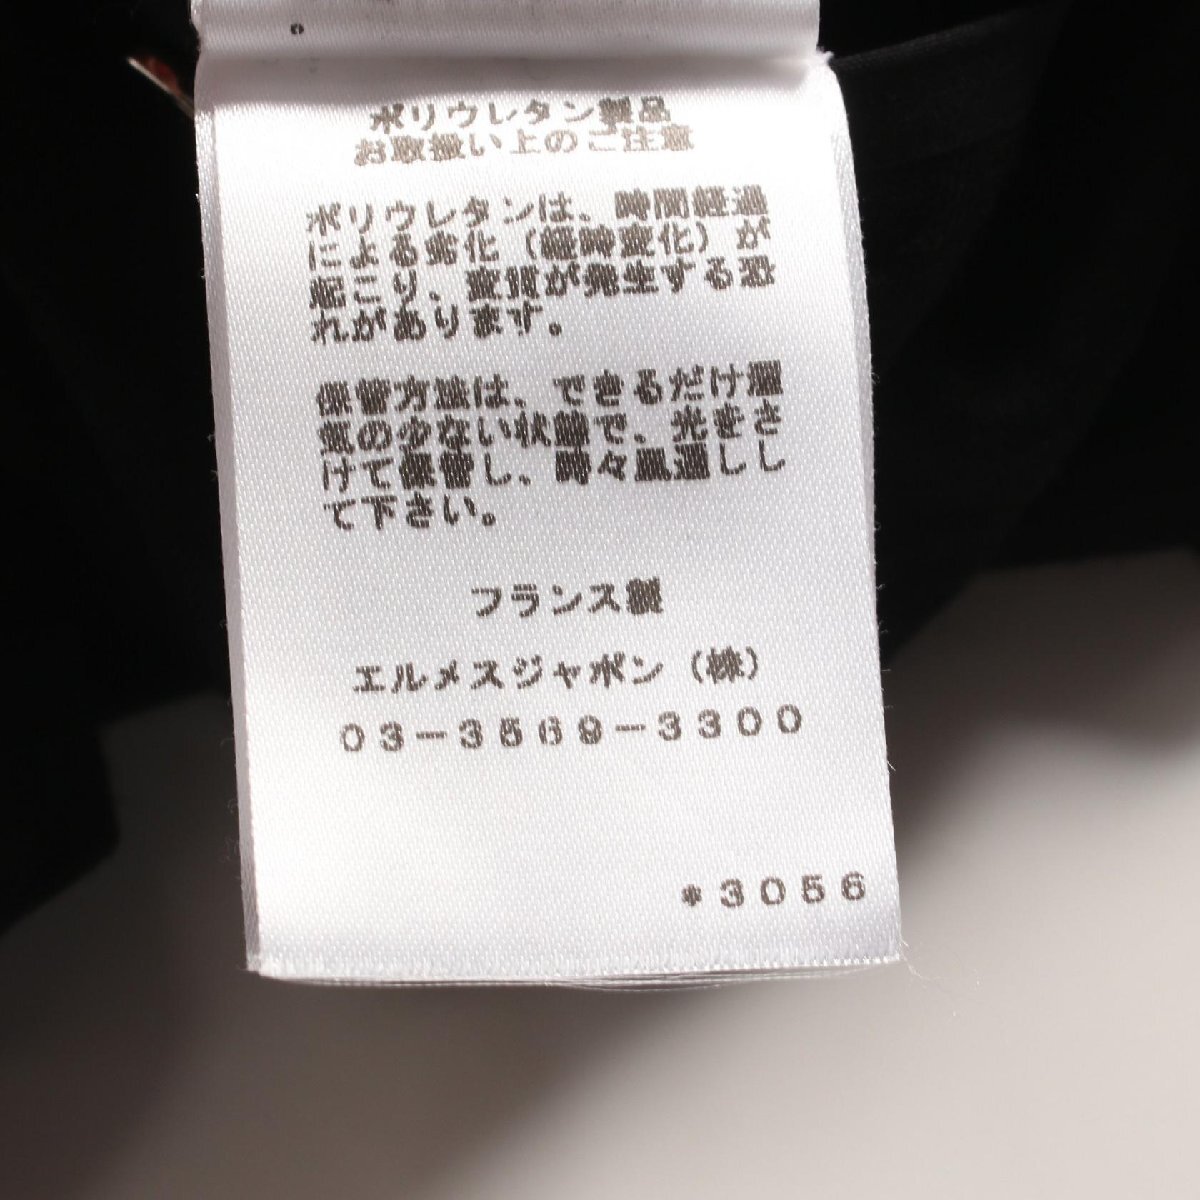 。
ポリウレタン製品
お取扱い上のご注意
ポリウレタンは、時間経過
による劣化（経時変化）が
起こり、変質が発生する恐
れがあります。
保管方法は、できるだけ湿
気の少ない状態で、光をさ
けて保管し、時々風通しし
て下さい。
フランス製
エルメスジャポン（株）
03-3569-3300
*3056